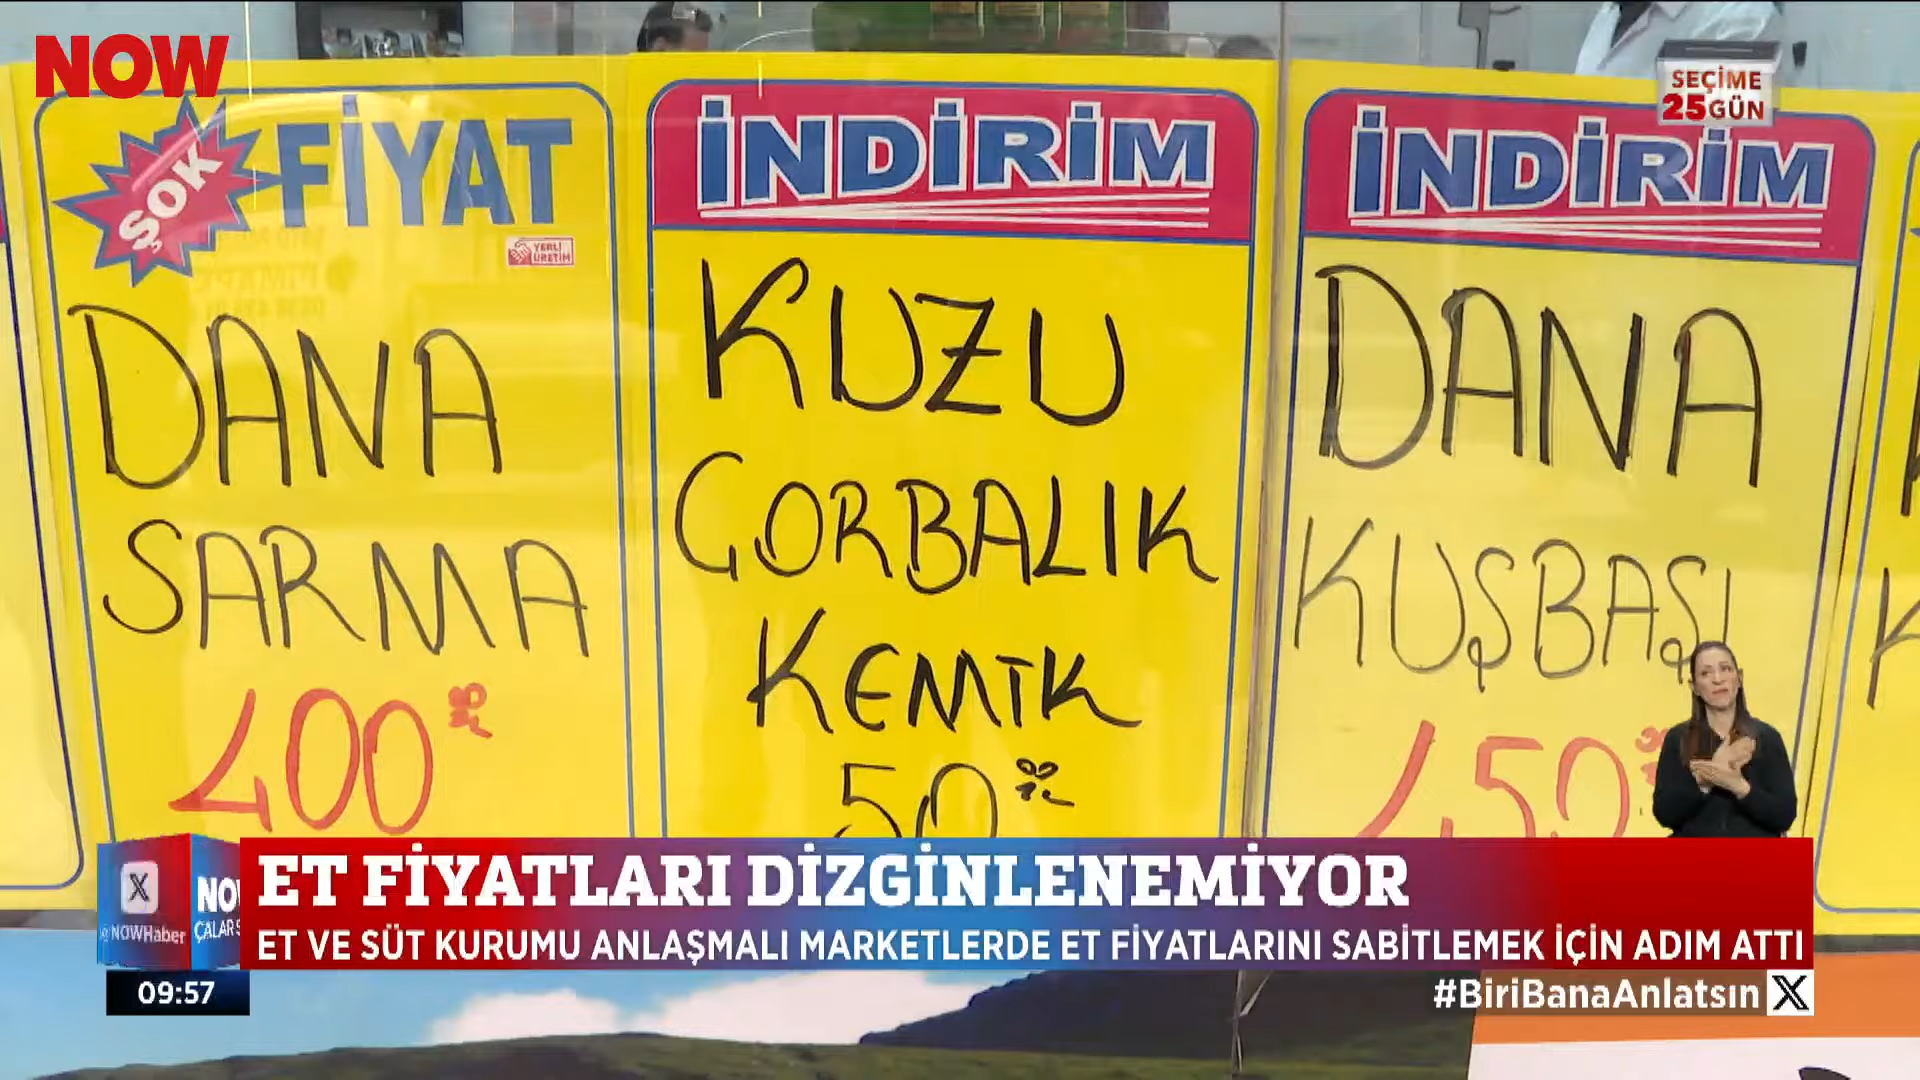 NOW
SEÇİME
25 GÜN
ŞOK
FİYAT
YERLİ
ÜRETİM
DANA
SARMA
400
İNDİRİM
KUZU
ÇORBALIK
KEMİK
50
İNDİRİM
DANA
KUŞBAŞI
450
X
@NOWHaber
ET FİYATLARI DİZGİNLENEMİYOR
ET VE SÜT KURUMU ANLAŞMALI MARKETLERDE ET FİYATLARINI SABİTLEMEK İÇİN ADIM ATTI
09:57
#BiriBanaAnlatsın X